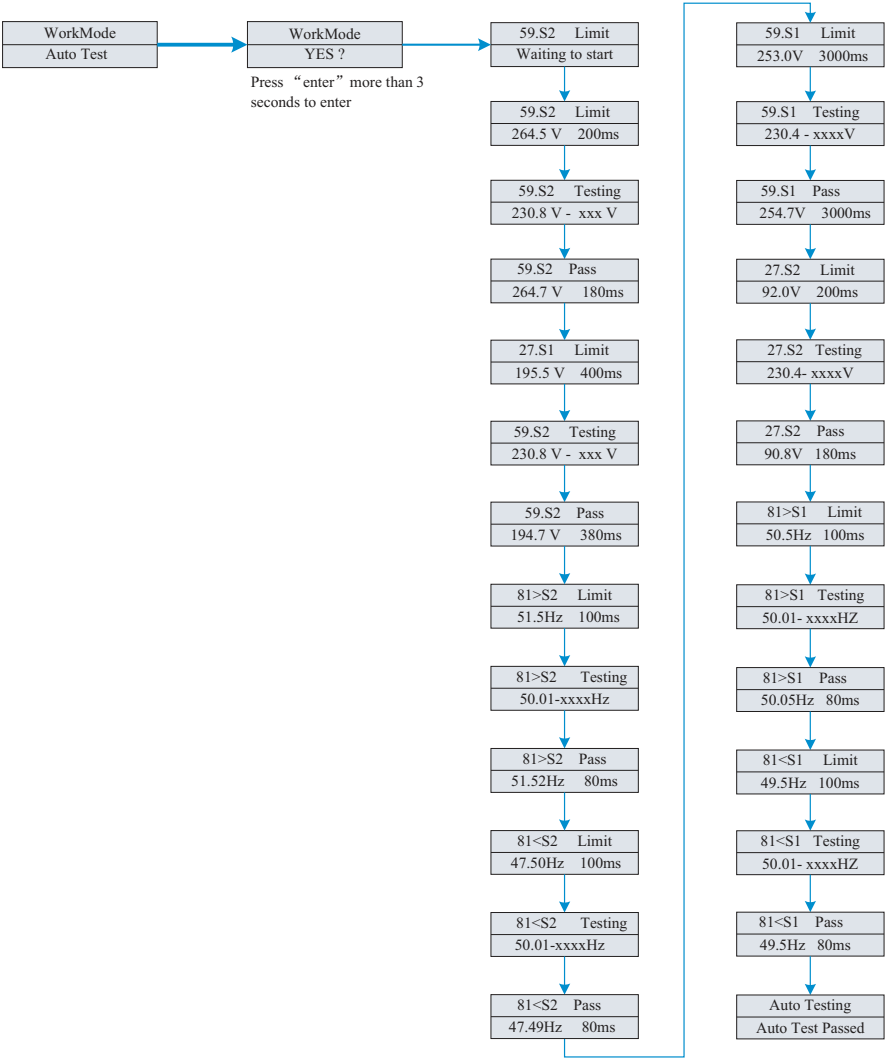 WorkMode
Auto Test
WorkMode
YES ?
Press “enter” more than 3
seconds to enter
59.S2 Limit
Waiting to start
59.S2 Limit
264.5 V 200ms
59.S2 Testing
230.8 V - xxx V
59.S2 Pass
264.7 V 180ms
27.S1 Limit
195.5 V 400ms
59.S2 Testing
230.8 V - xxx V
59.S2 Pass
194.7 V 380ms
81>S2 Limit
51.5Hz 100ms
81>S2 Testing
50.01-xxxxHz
81>S2 Pass
51.52Hz 80ms
81<S2 Limit
47.50Hz 100ms
81<S2 Testing
50.01-xxxxHz
81<S2 Pass
47.49Hz 80ms
59.S1 Limit
253.0V 3000ms
59.S1 Testing
230.4 - xxxxV
59.S1 Pass
254.7V 3000ms
27.S2 Limit
92.0V 200ms
27.S2 Testing
230.4- xxxxV
27.S2 Pass
90.8V 180ms
81>S1 Limit
50.5Hz 100ms
81>S1 Testing
50.01- xxxxHZ
81>S1 Pass
50.05Hz 80ms
81<S1 Limit
49.5Hz 100ms
81<S1 Testing
50.01- xxxxHZ
81<S1 Pass
49.5Hz 80ms
Auto Testing
Auto Test Passed